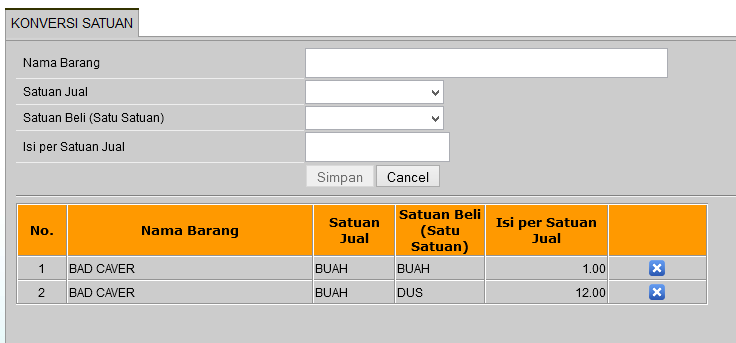 KONVERSI SATUAN
Nama Barang
Satuan Jual
Satuan Beli (Satu Satuan)
Isi per Satuan Jual
Simpan Cancel
No. Nama Barang Satuan Jual Satuan Beli (Satu Satuan) Isi per Satuan Jual
1 BAD CAVER BUAH BUAH 1.00
2 BAD CAVER BUAH DUS 12.00